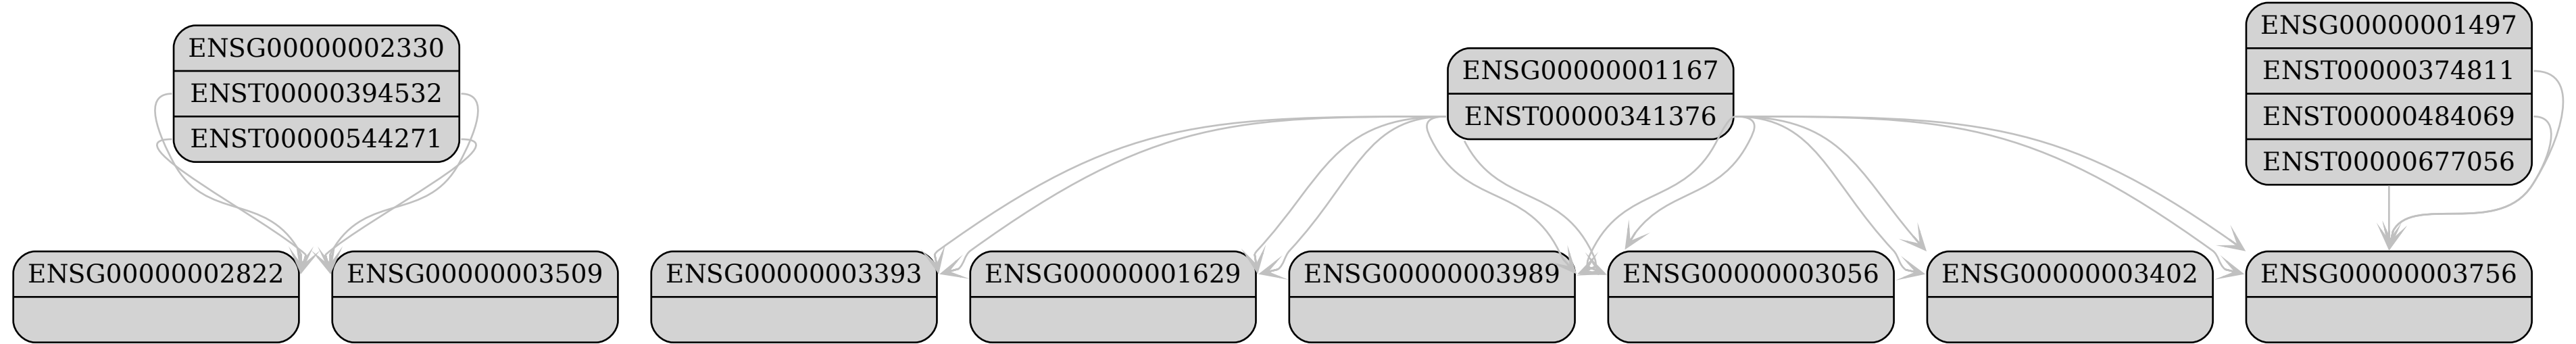 ENSG00000002330
ENST00000394532
ENST00000544271
ENSG00000001167
ENST00000341376
ENSG00000001497
ENST00000374811
ENST00000484069
ENST00000677056
ENSG00000002822
ENSG00000003509
ENSG00000003393
ENSG00000001629
ENSG00000003989
ENSG00000003056
ENSG00000003402
ENSG00000003756